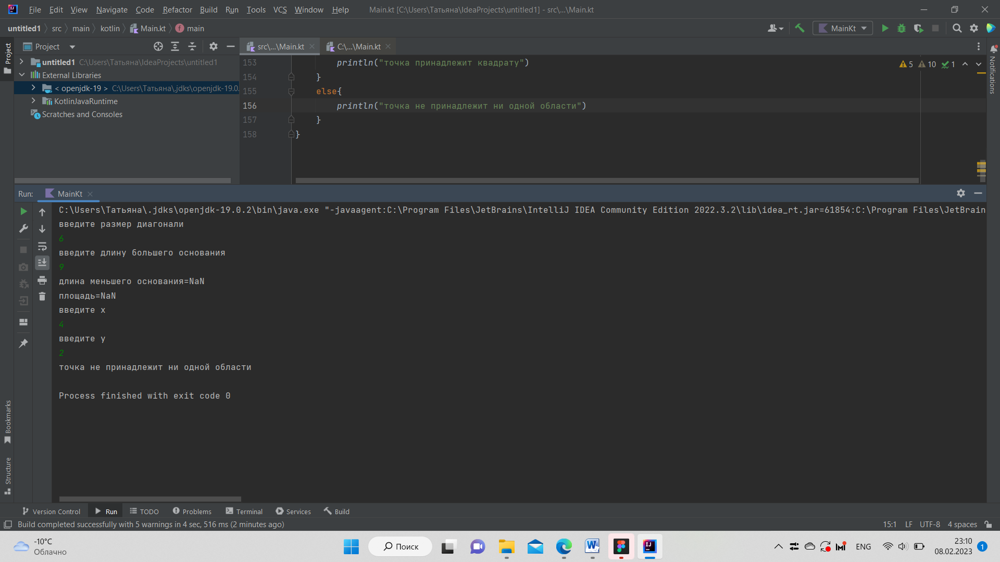 File Edit View Navigate Code Refactor Build Run Tools VCS Window Help Main.kt [C:\Users\Татьяна\IdeaProjects\untitled1] - src\...\Main.kt
untitled1 src main kotlin Main.kt main MainKt
Project src\...\Main.kt C:\...\Main.kt
Project
untitled1 C:\Users\Татьяна\IdeaProjects\untitled1
External Libraries
< openjdk-19 > C:\Users\Татьяна\.jdks\openjdk-19.0.
KotlinJavaRuntime
Scratches and Consoles
153 println("точка принадлежит квадрату")
154 }
155 else{
156 println("точка не принадлежит ни одной области")
157 }
158 }
5 10 1
Notifications
Run: MainKt
C:\Users\Татьяна\.jdks\openjdk-19.0.2\bin\java.exe "-javaagent:C:\Program Files\JetBrains\IntelliJ IDEA Community Edition 2022.3.2\lib\idea_rt.jar=61854:C:\Program Files\JetBrain
введите размер диагонали
6
введите длину большего основания
9
длина меньшего основания=NaN
площадь=NaN
введите x
4
введите y
2
точка не принадлежит ни одной области
Process finished with exit code 0
Bookmarks
Structure
Version Control Run TODO Problems Terminal Services Build
Build completed successfully with 5 warnings in 4 sec, 516 ms (2 minutes ago) 15:1 LF UTF-8 4 spaces
-10°C
Облачно
Поиск
ENG
23:10
08.02.2023
1